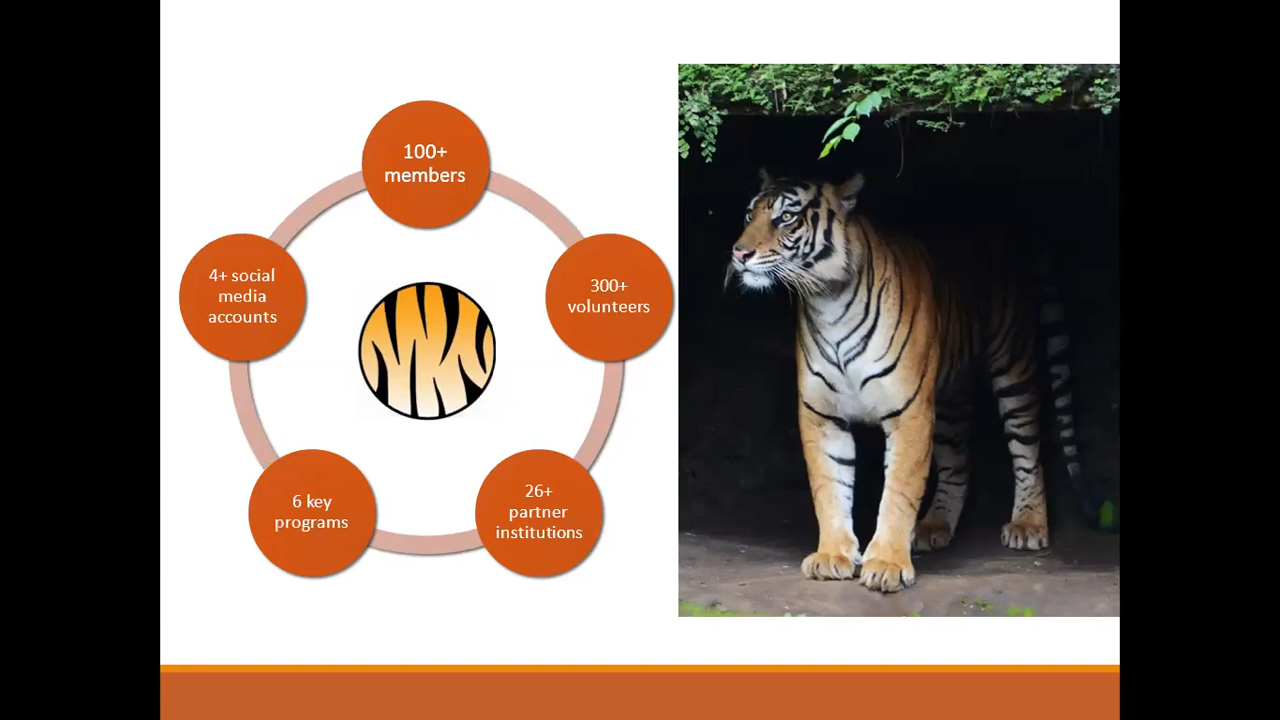 100+
members
300+
volunteers
26+
partner
institutions
6 key
programs
4+ social
media
accounts